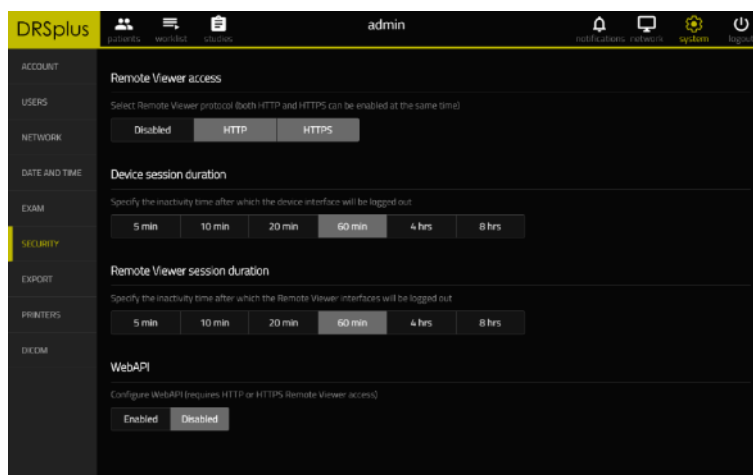 DRSplus
patients worklist studies
admin
notifications network system logout
ACCOUNT
USERS
NETWORK
DATE AND TIME
EXAM
SECURITY
EXPORT
PRINTERS
DICOM
Remote Viewer access
Select Remote Viewer protocol (both HTTP and HTTPS can be enabled at the same time)
Disabled HTTP HTTPS
Device session duration
Specify the inactivity time after which the device interface will be logged out
5 min 10 min 20 min 60 min 4 hrs 8 hrs
Remote Viewer session duration
Specify the inactivity time after which the Remote Viewer interfaces will be logged out
5 min 10 min 20 min 60 min 4 hrs 8 hrs
WebAPI
Configure WebAPI (requires HTTP or HTTPS Remote Viewer access)
Enabled Disabled